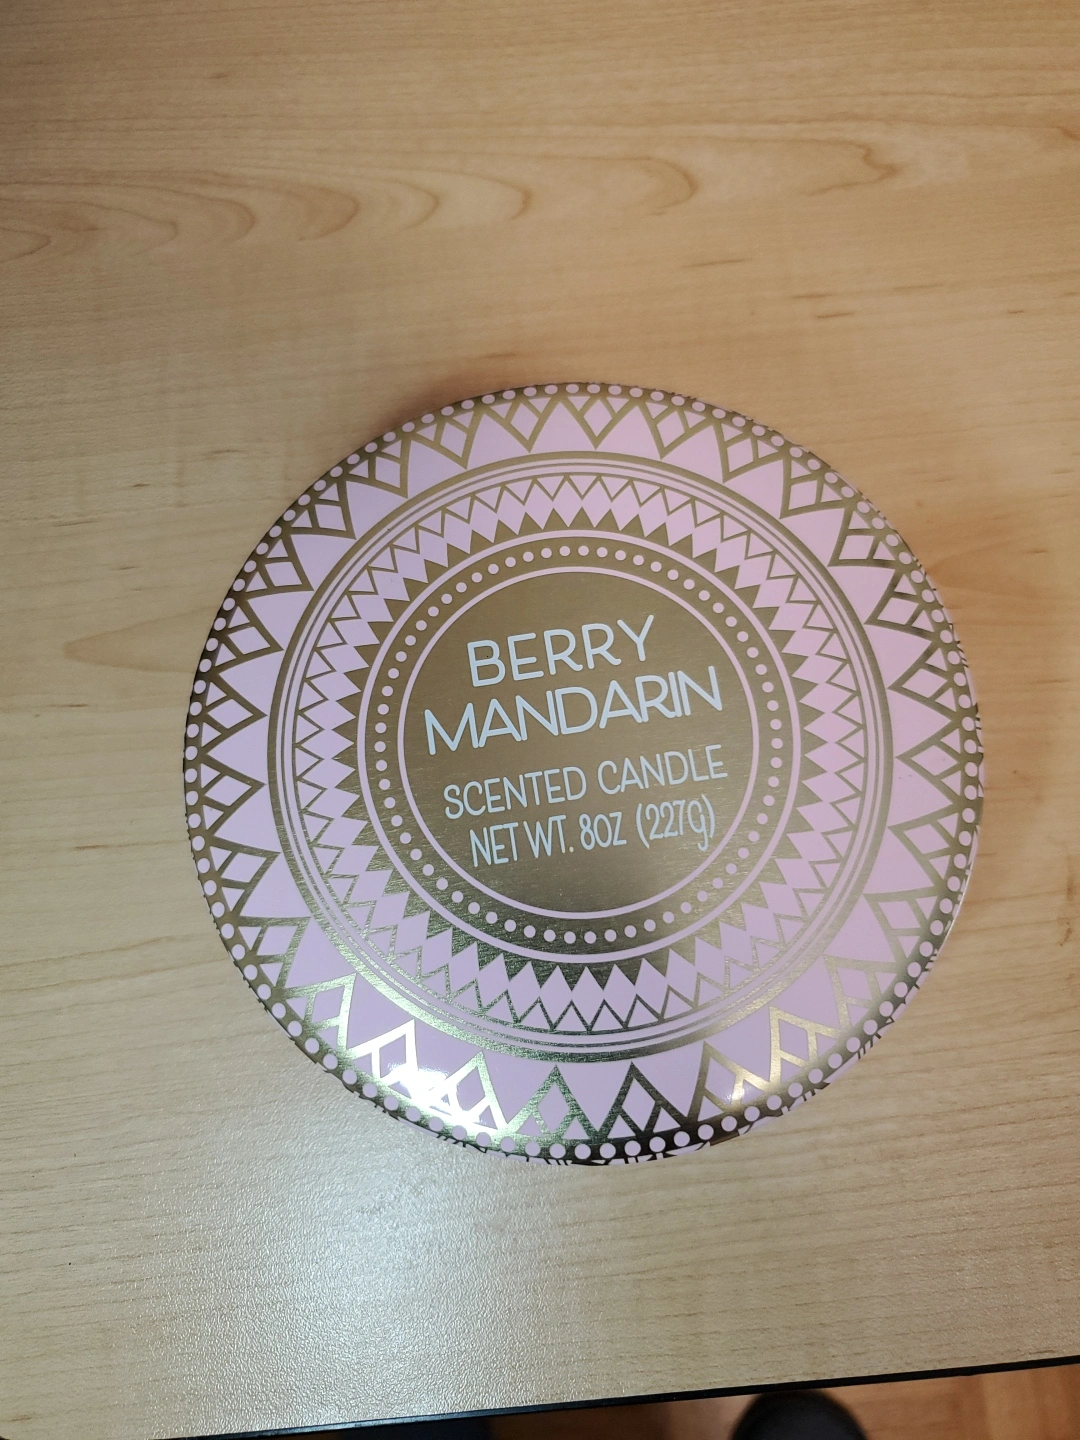 BERRY
MANDARIN
SCENTED CANDLE
NET WT. 8OZ (227G)